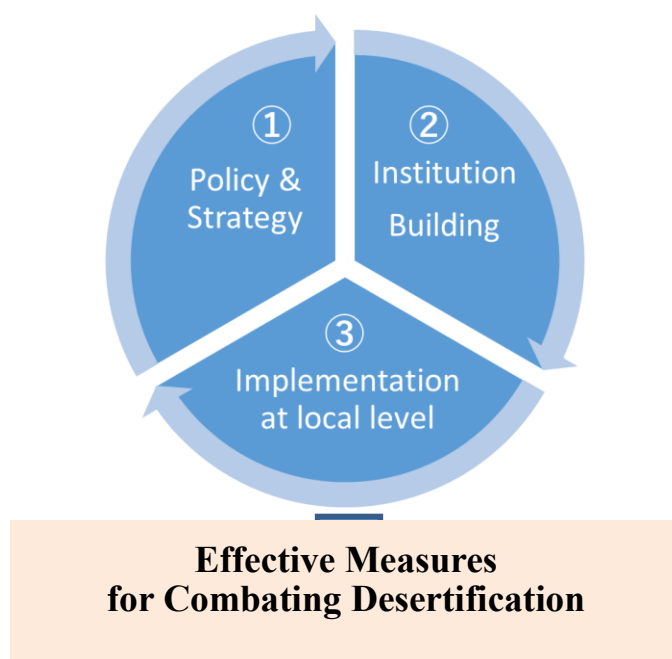 ①
Policy &
Strategy
②
Institution
Building
③
Implementation
at local level
Effective Measures
for Combating Desertification